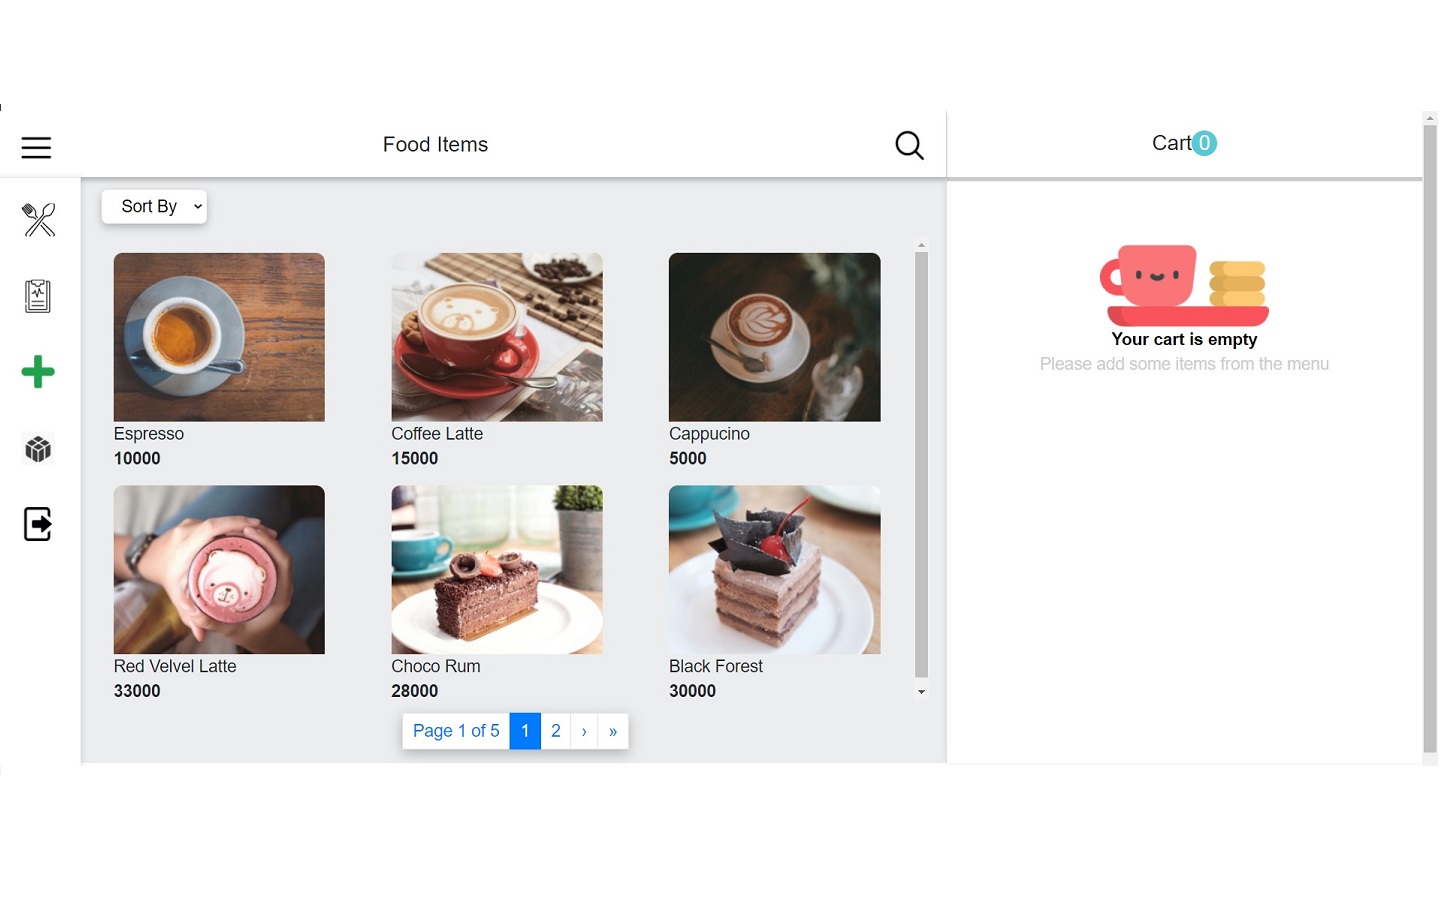 Food Items
Cart 0
Sort By
Espresso
10000
Coffee Latte
15000
Cappucino
5000
Red Velvel Latte
33000
Choco Rum
28000
Black Forest
30000
Page 1 of 5 1 2 › »
Your cart is empty
Please add some items from the menu